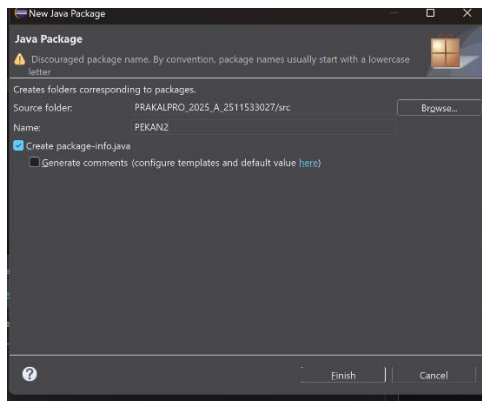 New Java Package
Java Package
Discouraged package name. By convention, package names usually start with a lowercase
letter
Creates folders corresponding to packages.
Source folder: PRAKALPRO_2025_A_2511533027/src Browse...
Name: PEKAN2
Create package-info.java
Generate comments (configure templates and default value here)
? Finish Cancel